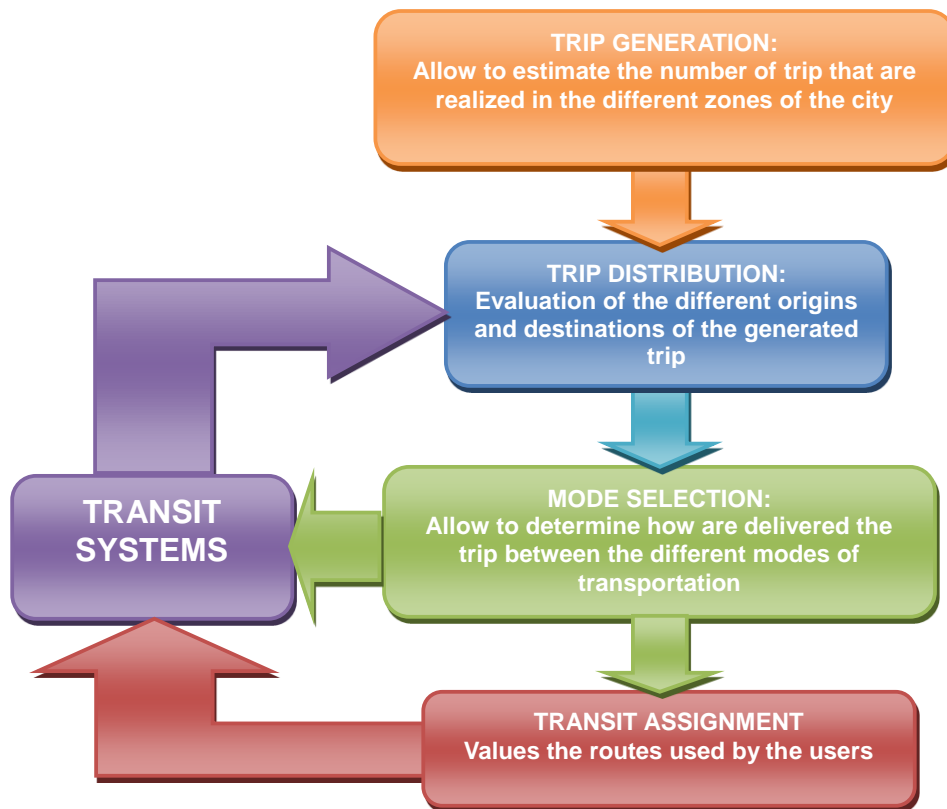 TRIP GENERATION:
Allow to estimate the number of trip that are
realized in the different zones of the city
TRIP DISTRIBUTION:
Evaluation of the different origins
and destinations of the generated
trip
TRANSIT
SYSTEMS
MODE SELECTION:
Allow to determine how are delivered the
trip between the different modes of
transportation
TRANSIT ASSIGNMENT
Values the routes used by the users